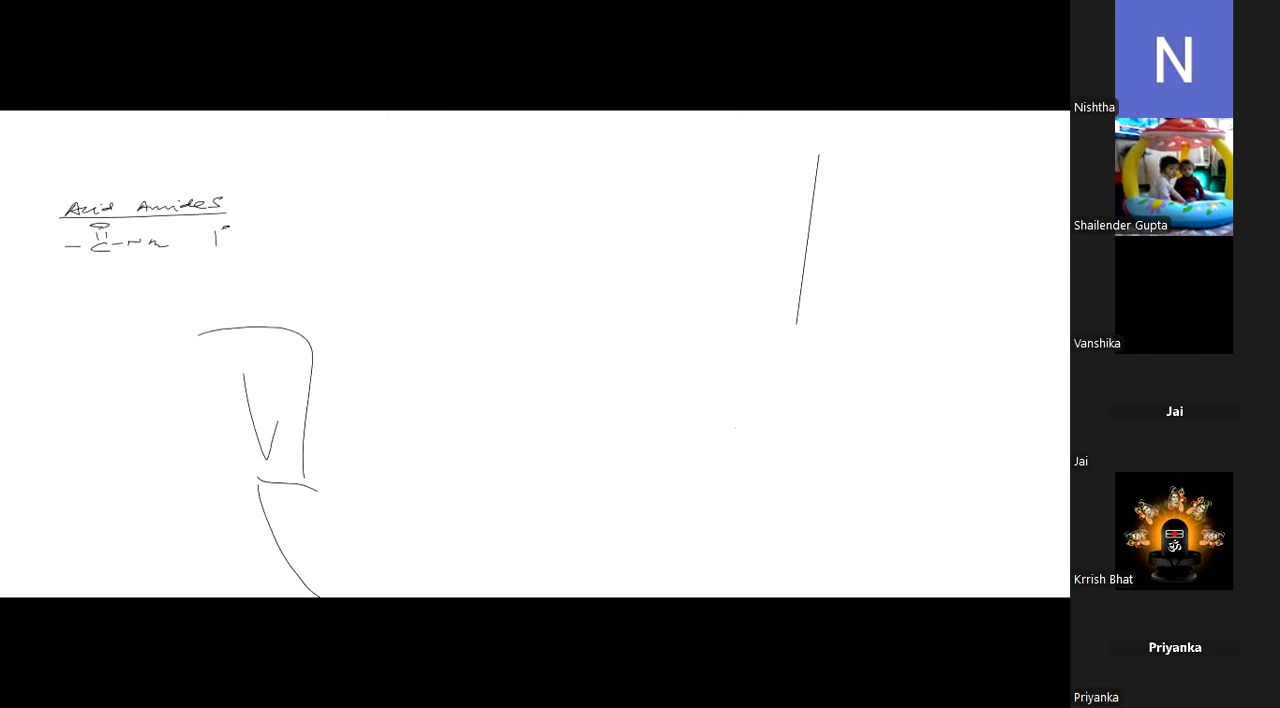 Acid Amides
O
- C - NH₂ 1°
N
Nishtha
Shailender Gupta
Vanshika
Jai
Jai
ॐ
Krrish Bhat
Priyanka
Priyanka